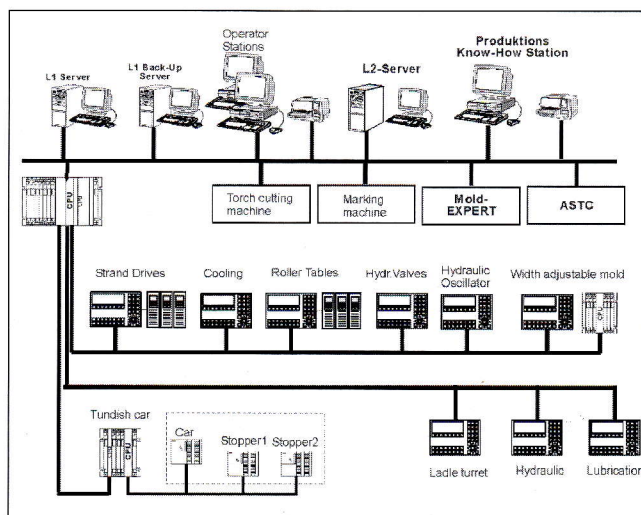 Operator
Stations
Produktions
Know-How Station
L1 Server
L1 Back-Up
Server
L2-Server
CPU
CPU
Torch cutting
machine
Marking
machine
Mold-
EXPERT
ASTC
Strand Drives
Cooling
Roller Tables
Hydr.Valves
Hydraulic
Oscillator
Width adjustable mold
CPU
Tundish car
CPU
Car
Stopper1
Stopper2
Ladle turret
Hydraulic
Lubrication